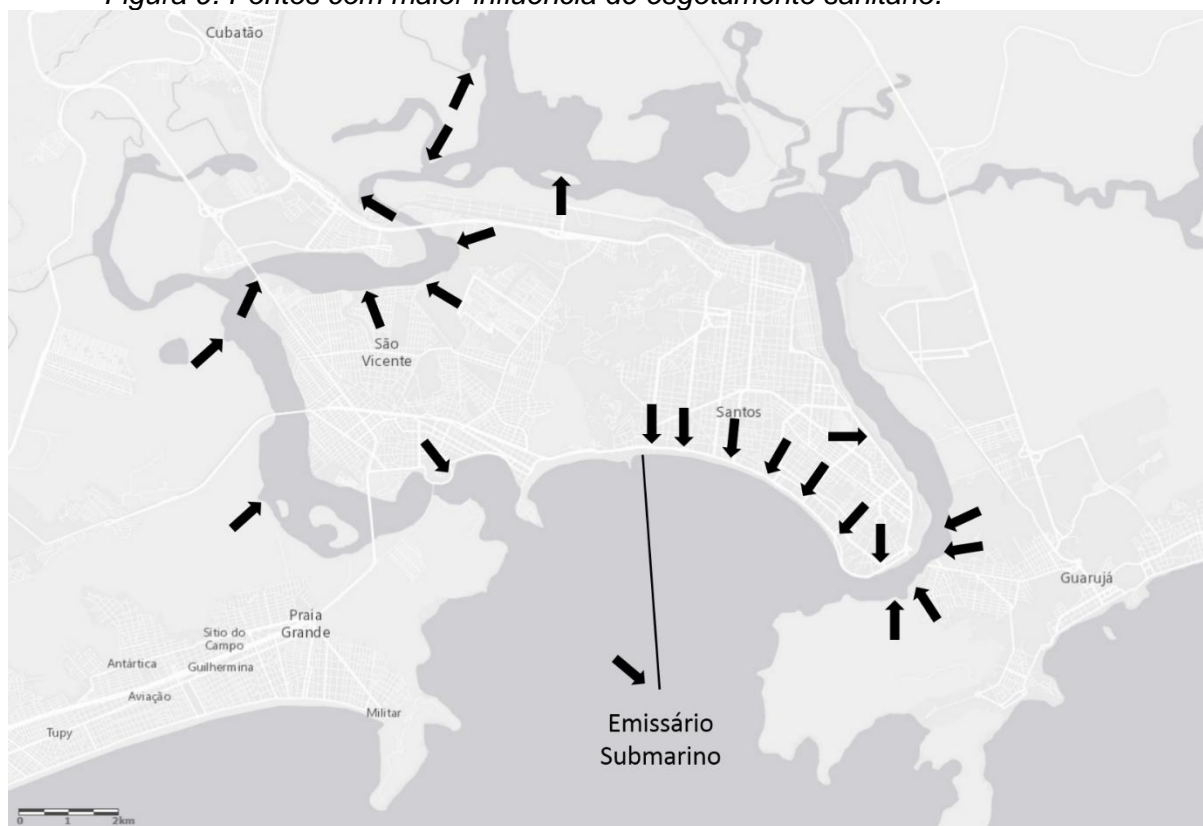 Figura 9. Pontos com maior influência do esgotamento sanitário.
Cubatão
São
Vicente
Santos
Guarujá
Praia
Grande
Sítio do
Campo
Antártica
Guilhermina
Aviação
Militar
Tupy
Emissário
Submarino
0 1 2km